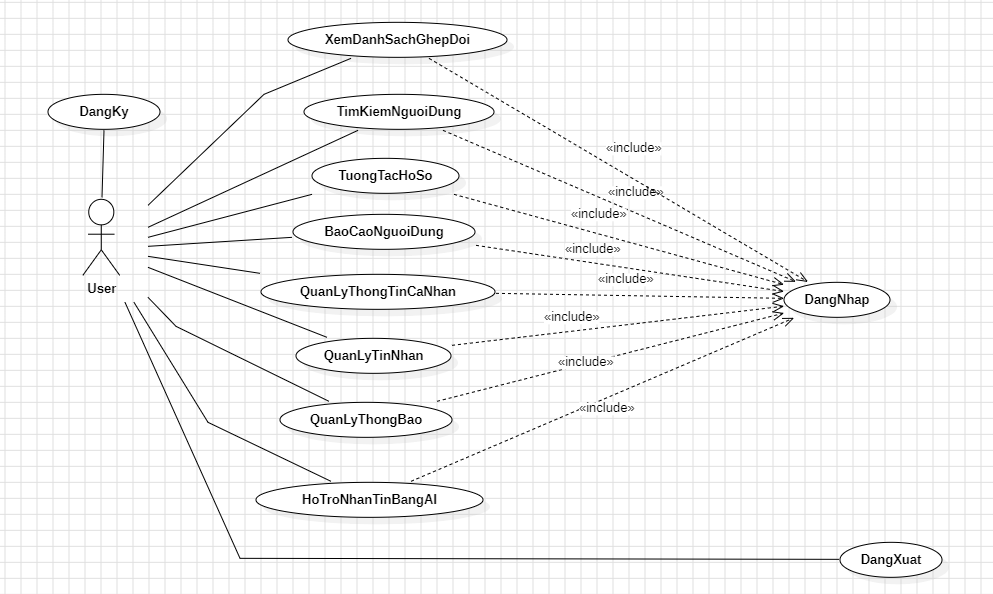 XemDanhSachGhepDoi
DangKy
TimKiemNguoiDung
«include»
TuongTacHoSo
«include»
«include»
BaoCaoNguoiDung
«include»
User
QuanLyThongTinCaNhan
«include»
DangNhap
«include»
QuanLyTinNhan
«include»
QuanLyThongBao
«include»
HoTroNhanTinBangAI
DangXuat